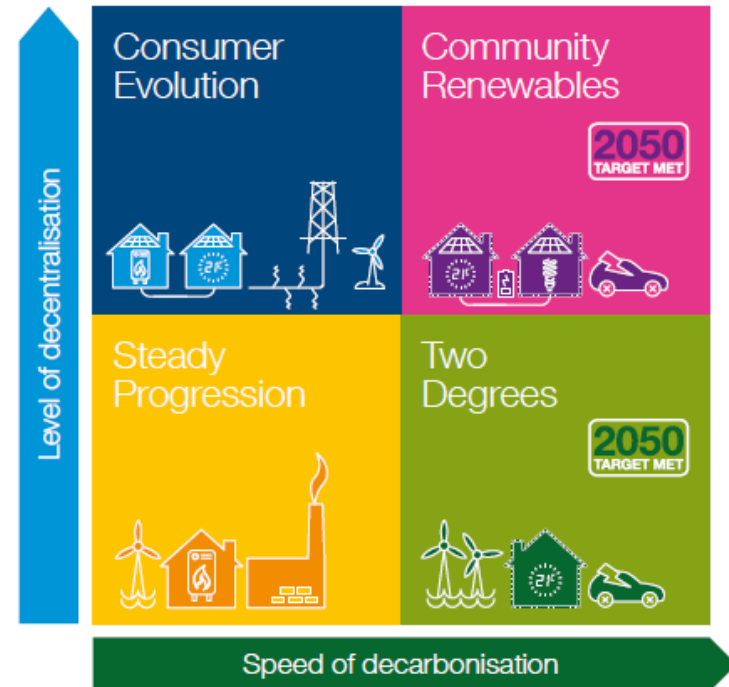 Consumer
Evolution
Community
Renewables
2050
TARGET MET
Level of decentralisation
Steady
Progression
Two
Degrees
2050
TARGET MET
Speed of decarbonisation